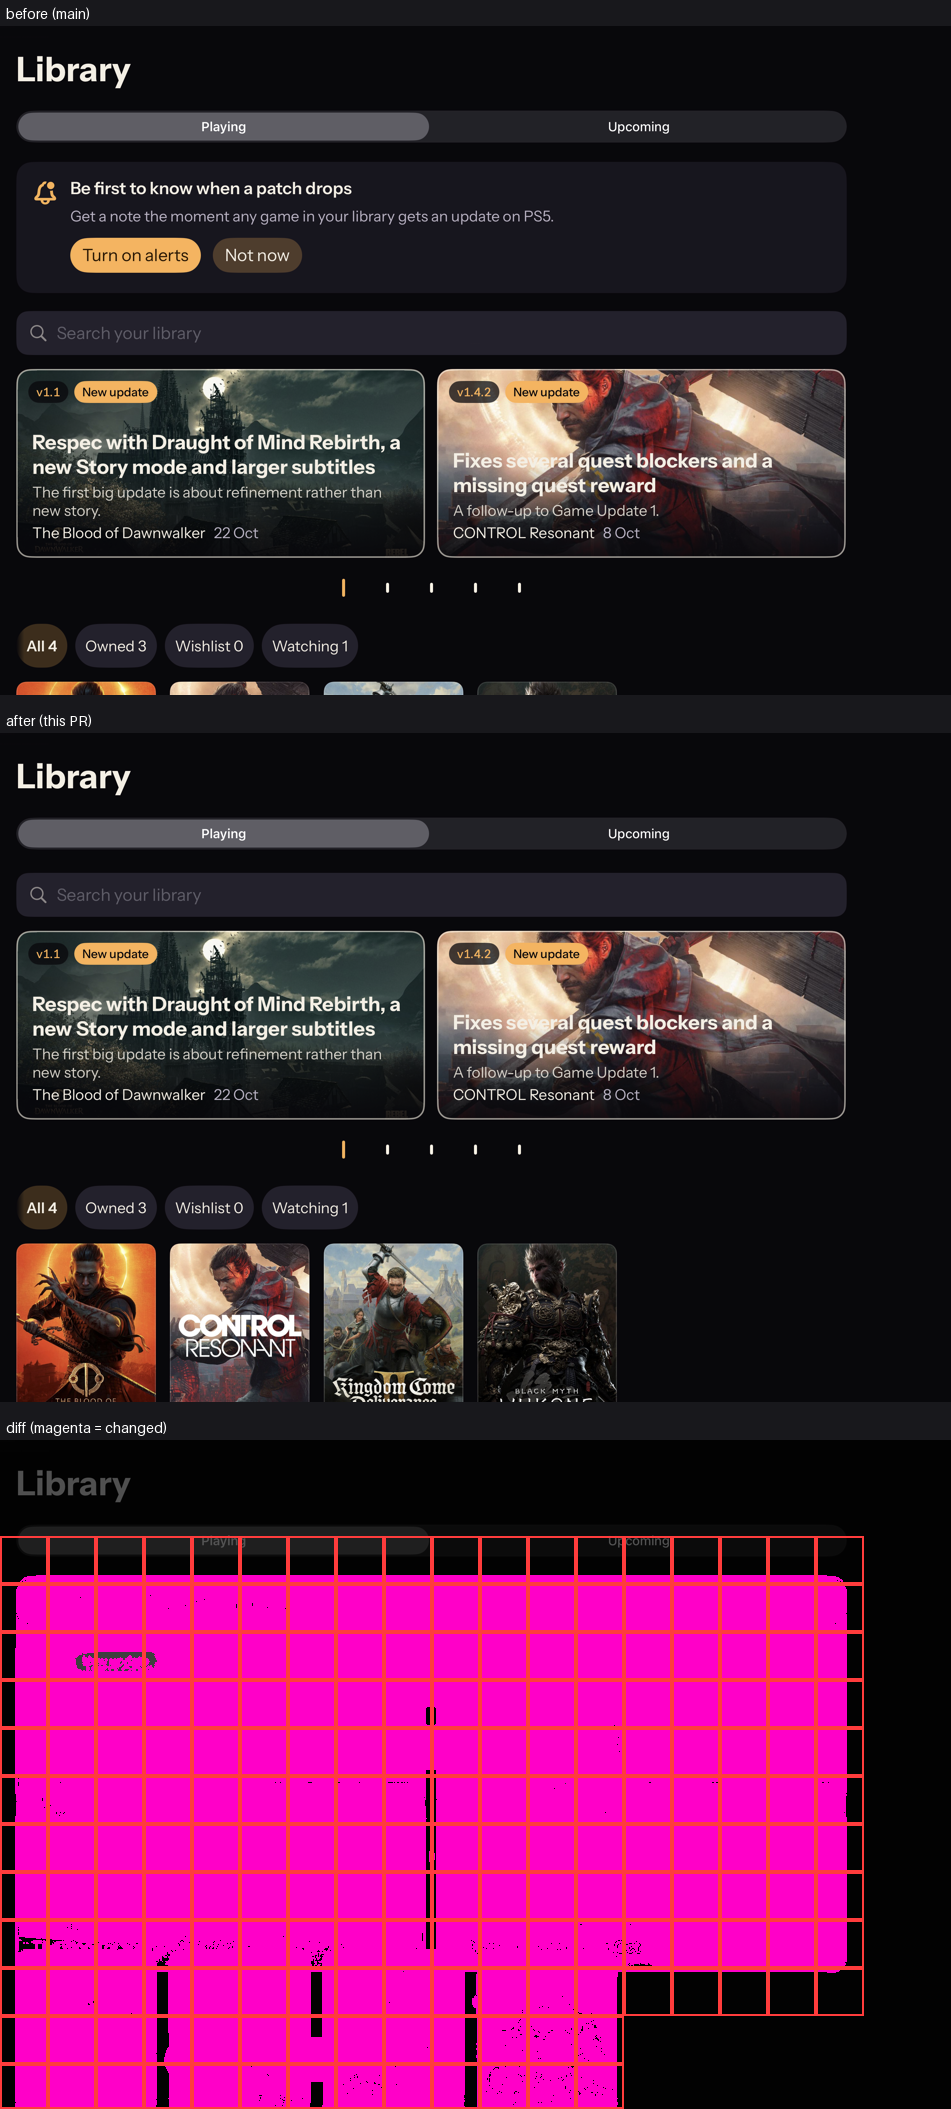 before (main)
Library
Playing
Upcoming
Be first to know when a patch drops
Get a note the moment any game in your library gets an update on PS5.
Turn on alerts
Not now
Search your library
v1.1
New update
Respec with Draught of Mind Rebirth, a
new Story mode and larger subtitles
The first big update is about refinement rather than
new story.
The Blood of Dawnwalker 22 Oct
v1.4.2
New update
Fixes several quest blockers and a
missing quest reward
A follow-up to Game Update 1.
CONTROL Resonant 8 Oct
All 4
Owned 3
Wishlist 0
Watching 1
after (this PR)
Library
Playing
Upcoming
Search your library
v1.1
New update
Respec with Draught of Mind Rebirth, a
new Story mode and larger subtitles
The first big update is about refinement rather than
new story.
The Blood of Dawnwalker 22 Oct
v1.4.2
New update
Fixes several quest blockers and a
missing quest reward
A follow-up to Game Update 1.
CONTROL Resonant 8 Oct
All 4
Owned 3
Wishlist 0
Watching 1
THE BLOOD OF
CONTROL
RESONANT
Kingdom Come
II
BLACK MYTH
diff (magenta = changed)
Library
Playing
Upcoming